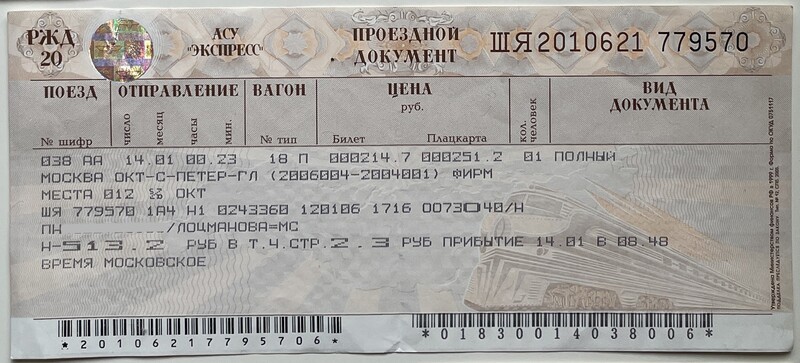 РЖД АСУ ПРОЕЗДНОЙ ШЯ2010621 779570
20 "ЭКСПРЕСС" ДОКУМЕНТ
ПОЕЗД ОТПРАВЛЕНИЕ ВАГОН ЦЕНА ВИД
руб. ДОКУМЕНТА
№ шифр число месяц часы мин. № тип Билет Плацкарта кол. человек
038 АА 14.01 00.23 18 П 000214.7 000251.2 01 ПОЛНЫЙ
МОСКВА ОКТ-С-ПЕТЕР-ГЛ (2006004-2004001) ФИРМ
МЕСТА 012 ОКТ
ШЯ 779570 1А4 Н1 0243360 120106 1716 0073040/Н
ПН /ЛОЦМАНОВА=МС
Н-513.2 РУБ В Т.Ч.СТР.2.3 РУБ ПРИБЫТИЕ 14.01 В 08.48
ВРЕМЯ МОСКОВСКОЕ
*20106217795706*
*018300140380​06*